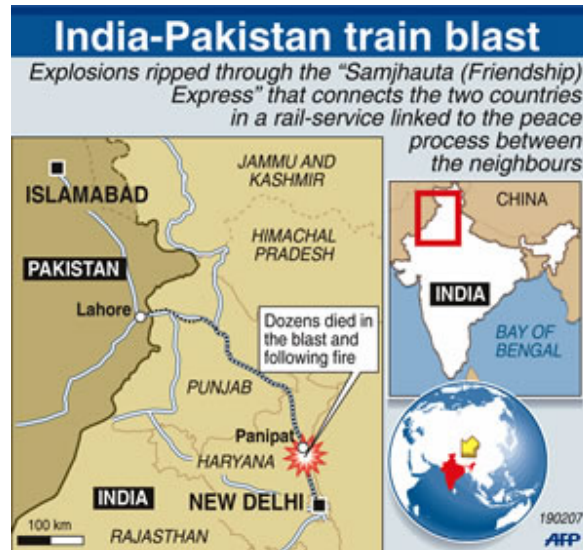 India-Pakistan train blast
Explosions ripped through the “Samjhauta (Friendship)
Express” that connects the two countries
in a rail-service linked to the peace
process between
the neighbours
JAMMU AND
KASHMIR
ISLAMABAD
HIMACHAL
PRADESH
PAKISTAN
Lahore
Dozens died in
the blast and
following fire
PUNJAB
Panipat
HARYANA
INDIA
NEW DELHI
100 km
RAJASTHAN
CHINA
INDIA
BAY OF
BENGAL
190207
AFP